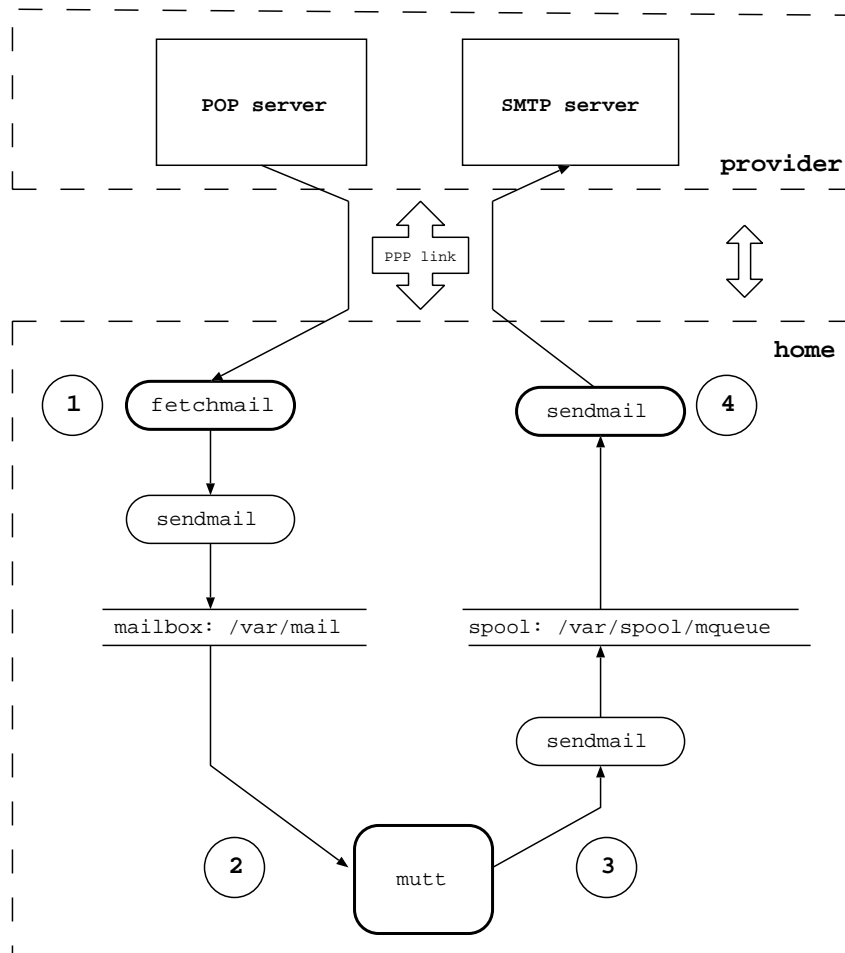 POP server
SMTP server
provider
PPP link
home
1
fetchmail
sendmail
4
sendmail
mailbox: /var/mail
spool: /var/spool/mqueue
sendmail
2
mutt
3